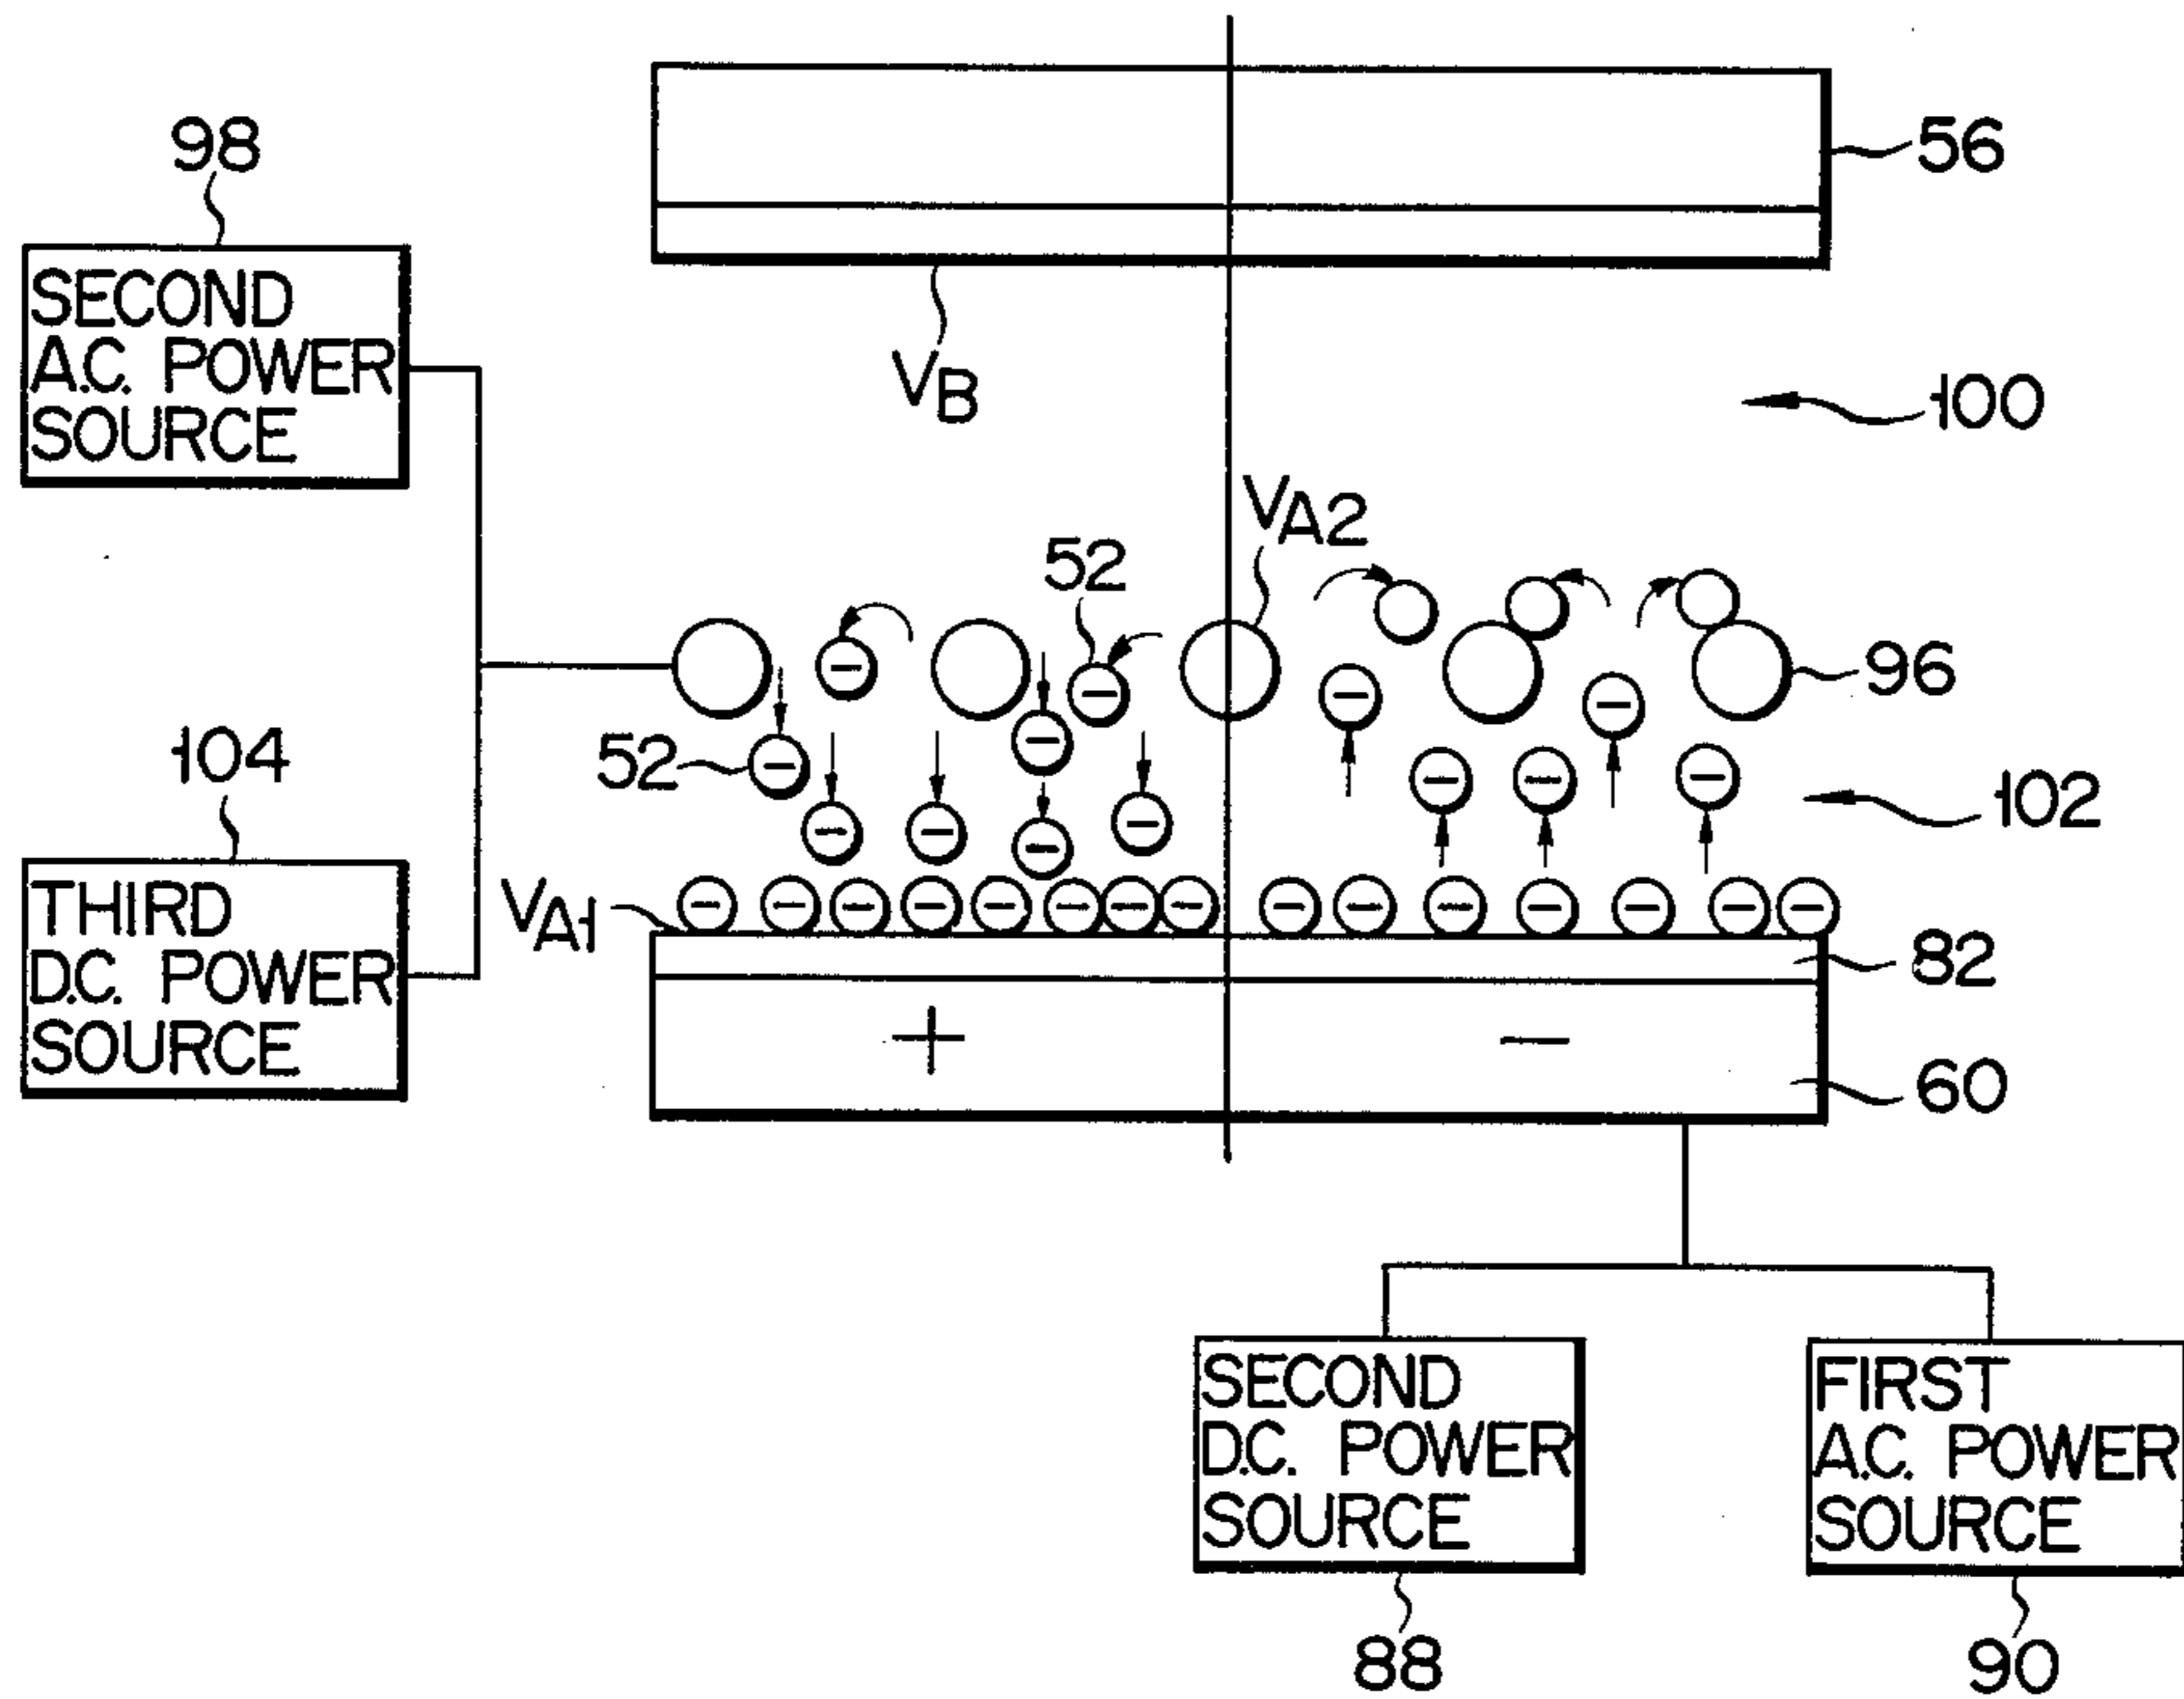 98
56
SECOND
A.C. POWER
SOURCE
VB
100
VA2
52
96
104
52
102
THIRD
D.C. POWER
SOURCE
VA1
82
+
−
60
SECOND
D.C. POWER
SOURCE
FIRST
A.C. POWER
SOURCE
88
90